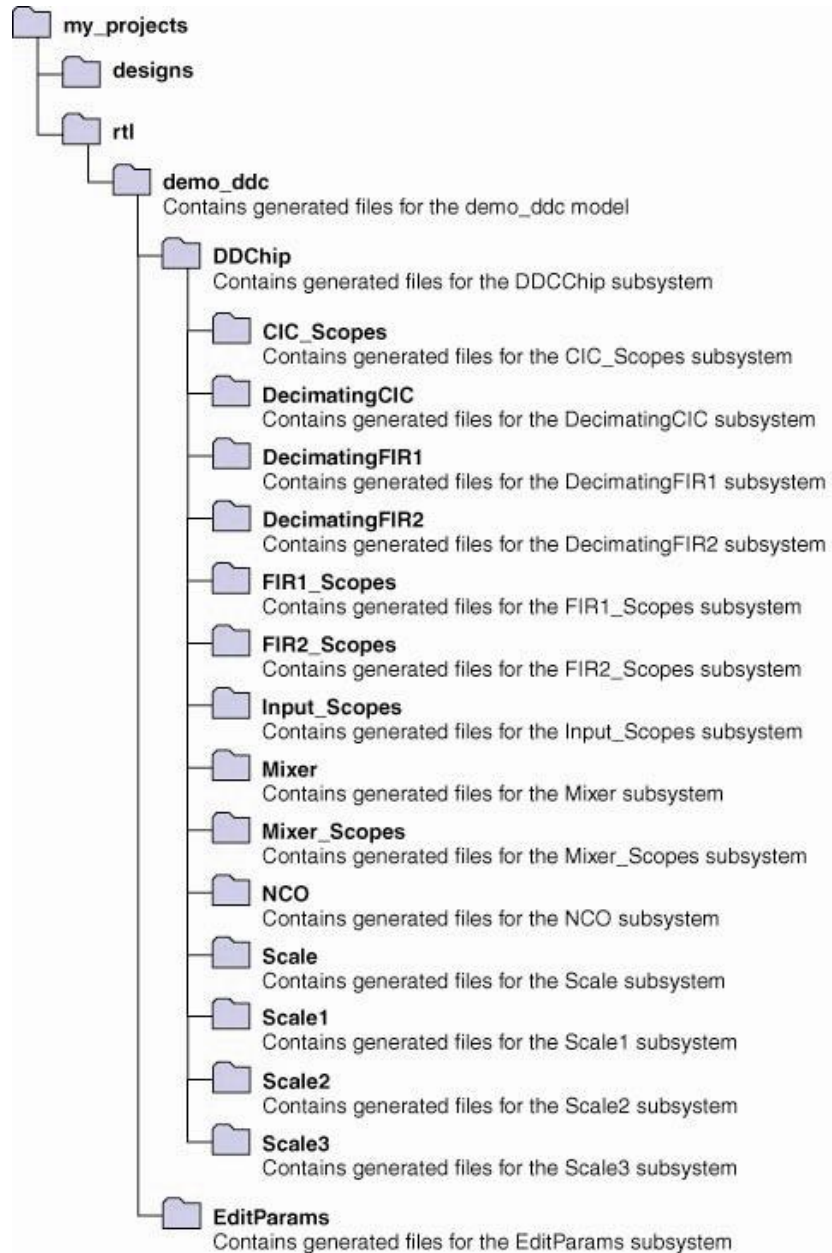 my_projects
designs
rtl
demo_ddc
Contains generated files for the demo_ddc model
DDChip
Contains generated files for the DDCChip subsystem
CIC_Scopes
Contains generated files for the CIC_Scopes subsystem
DecimatingCIC
Contains generated files for the DecimatingCIC subsystem
DecimatingFIR1
Contains generated files for the DecimatingFIR1 subsystem
DecimatingFIR2
Contains generated files for the DecimatingFIR2 subsystem
FIR1_Scopes
Contains generated files for the FIR1_Scopes subsystem
FIR2_Scopes
Contains generated files for the FIR2_Scopes subsystem
Input_Scopes
Contains generated files for the Input_Scopes subsystem
Mixer
Contains generated files for the Mixer subsystem
Mixer_Scopes
Contains generated files for the Mixer_Scopes subsystem
NCO
Contains generated files for the NCO subsystem
Scale
Contains generated files for the Scale subsystem
Scale1
Contains generated files for the Scale1 subsystem
Scale2
Contains generated files for the Scale2 subsystem
Scale3
Contains generated files for the Scale3 subsystem
EditParams
Contains generated files for the EditParams subsystem